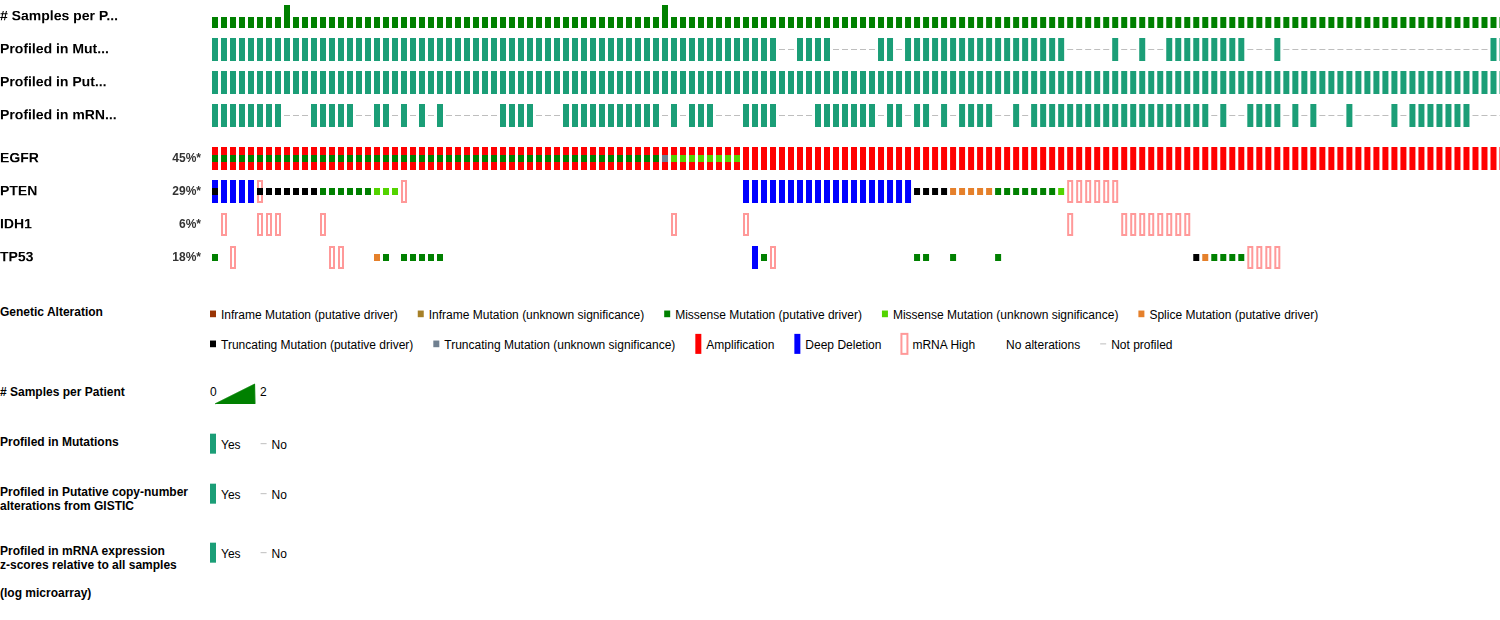 # Samples per P...
Profiled in Mut...
Profiled in Put...
Profiled in mRN...
EGFR 45%*
PTEN 29%*
IDH1 6%*
TP53 18%*
Genetic Alteration Inframe Mutation (putative driver) Inframe Mutation (unknown significance) Missense Mutation (putative driver) Missense Mutation (unknown significance) Splice Mutation (putative driver)
Truncating Mutation (putative driver) Truncating Mutation (unknown significance) Amplification Deep Deletion mRNA High No alterations Not profiled
# Samples per Patient 0 2
Profiled in Mutations Yes No
Profiled in Putative copy-number Yes No
alterations from GISTIC
Profiled in mRNA expression Yes No
z-scores relative to all samples
(log microarray)